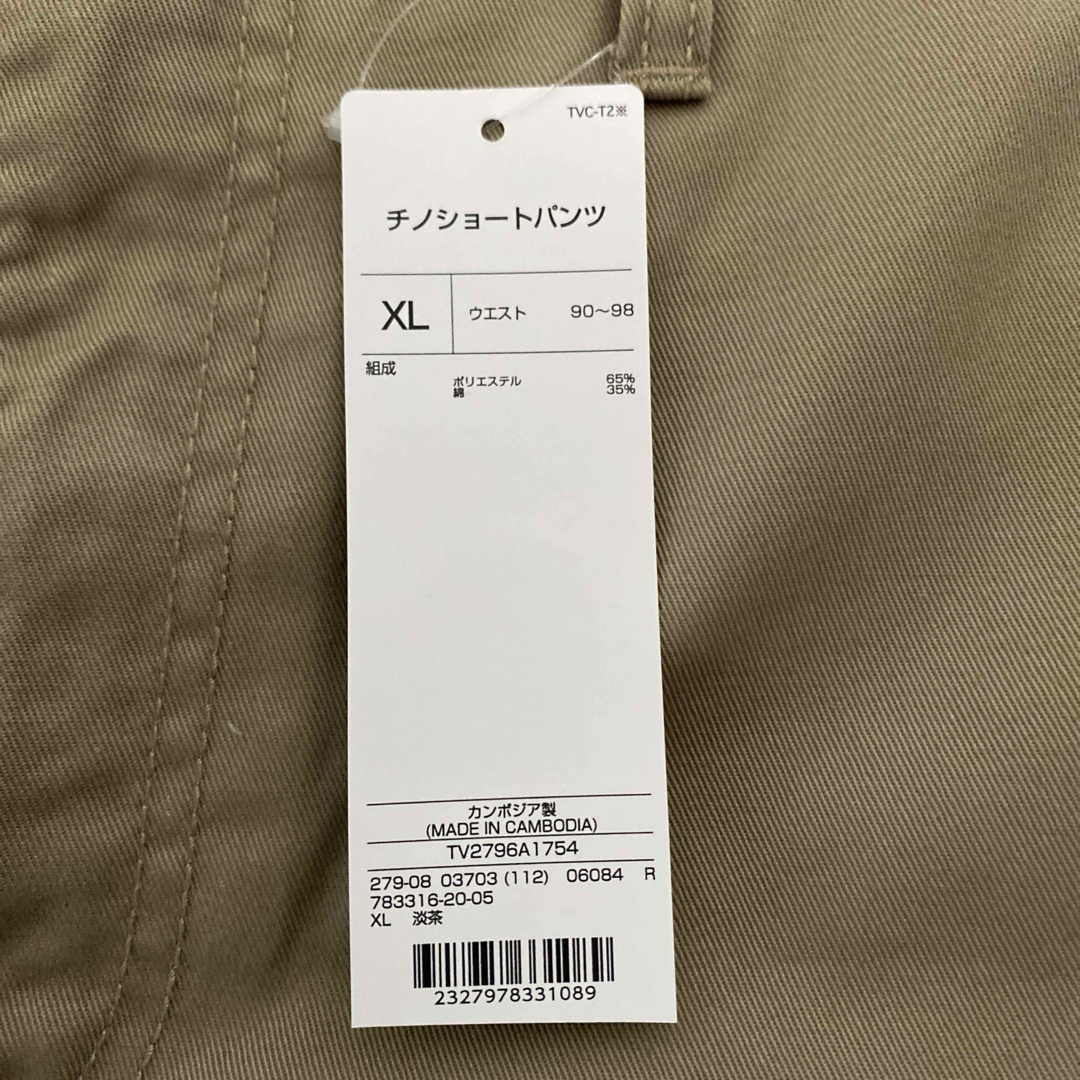 TVC-T2※
チノショートパンツ
XL ウエスト 90～98
組成
ポリエステル 65%
綿 35%
カンボジア製
(MADE IN CAMBODIA)
TV2796A1754
279-08 03703 (112) 06084 R
783316-20-05
XL 淡茶
2327978331089